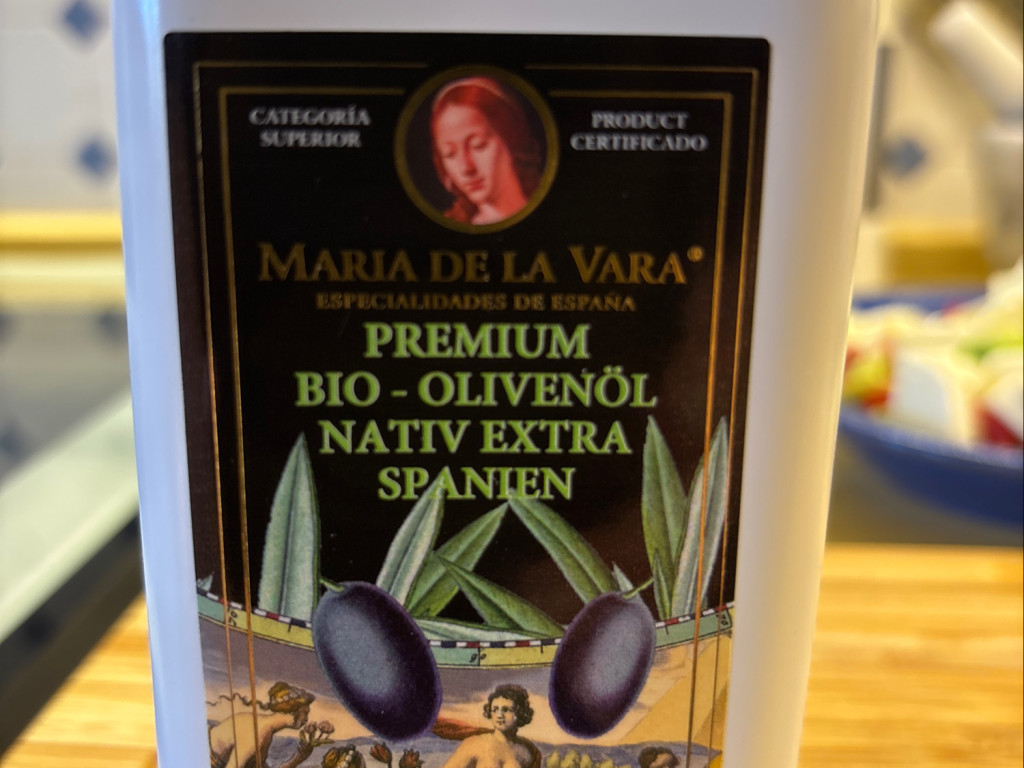 CATEGORÍA
SUPERIOR
PRODUCT
CERTIFICADO
MARIA DE LA VARA®
ESPECIALIDADES DE ESPAÑA
PREMIUM
BIO - OLIVENÖL
NATIV EXTRA
SPANIEN